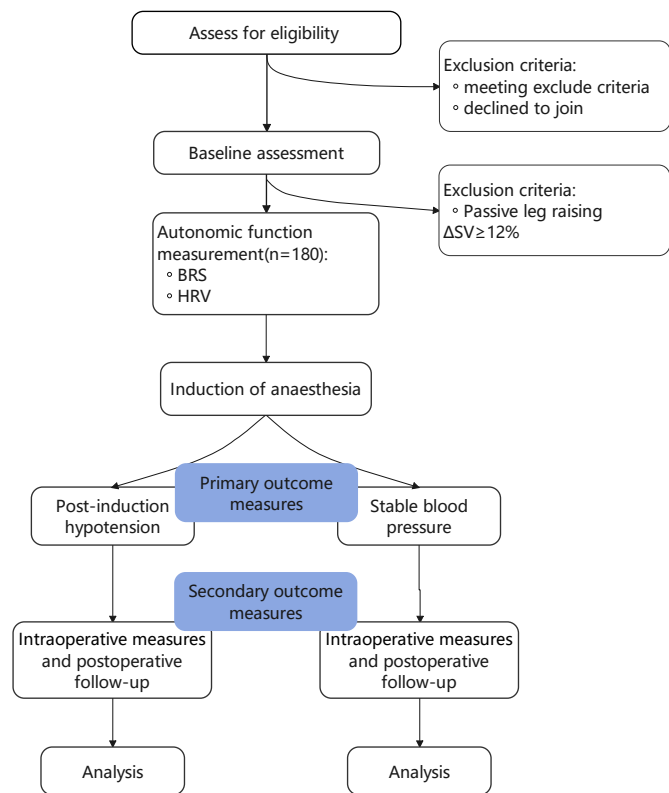 Assess for eligibility
Exclusion criteria:
° meeting exclude criteria
° declined to join
Baseline assessment
Exclusion criteria:
° Passive leg raising
ΔSV≥12%
Autonomic function
measurement(n=180):
° BRS
° HRV
Induction of anaesthesia
Primary outcome
measures
Post-induction
hypotension
Stable blood
pressure
Secondary outcome
measures
Intraoperative measures
and postoperative
follow-up
Intraoperative measures
and postoperative
follow-up
Analysis
Analysis